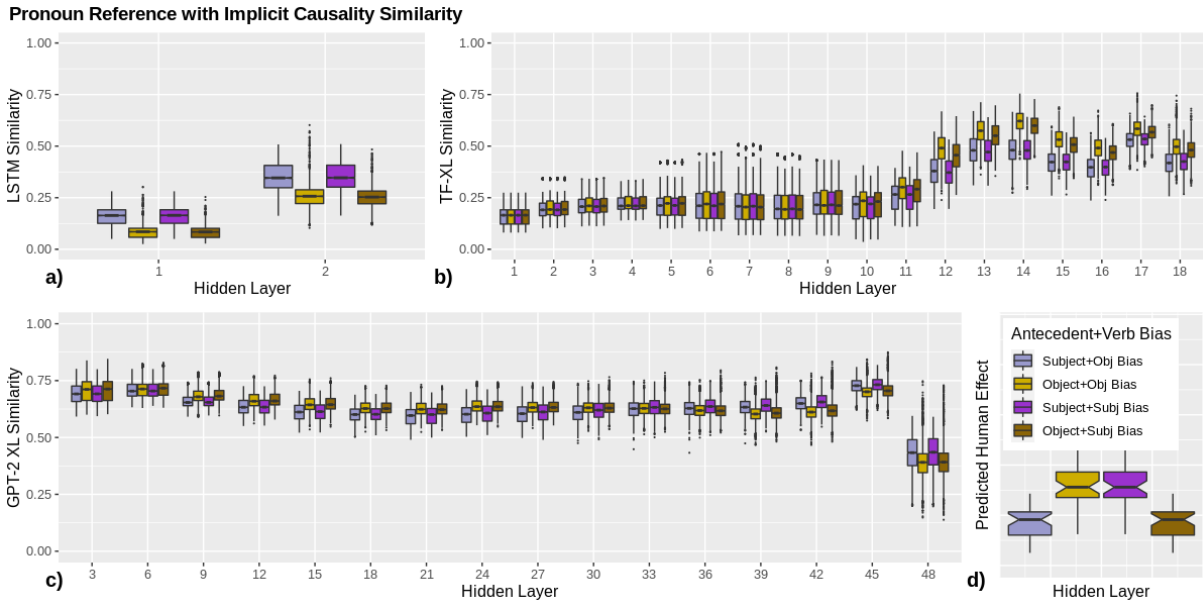 Pronoun Reference with Implicit Causality Similarity
LSTM Similarity
1.00
0.75
0.50
0.25
0.00
1 2
Hidden Layer
a)
TF-XL Similarity
1.00
0.75
0.50
0.25
0.00
1 2 3 4 5 6 7 8 9 10 11 12 13 14 15 16 17 18
Hidden Layer
b)
GPT-2 XL Similarity
1.00
0.75
0.50
0.25
0.00
3 6 9 12 15 18 21 24 27 30 33 36 39 42 45 48
Hidden Layer
c)
Predicted Human Effect
Antecedent+Verb Bias
Subject+Obj Bias
Object+Obj Bias
Subject+Subj Bias
Object+Subj Bias
Hidden Layer
d)